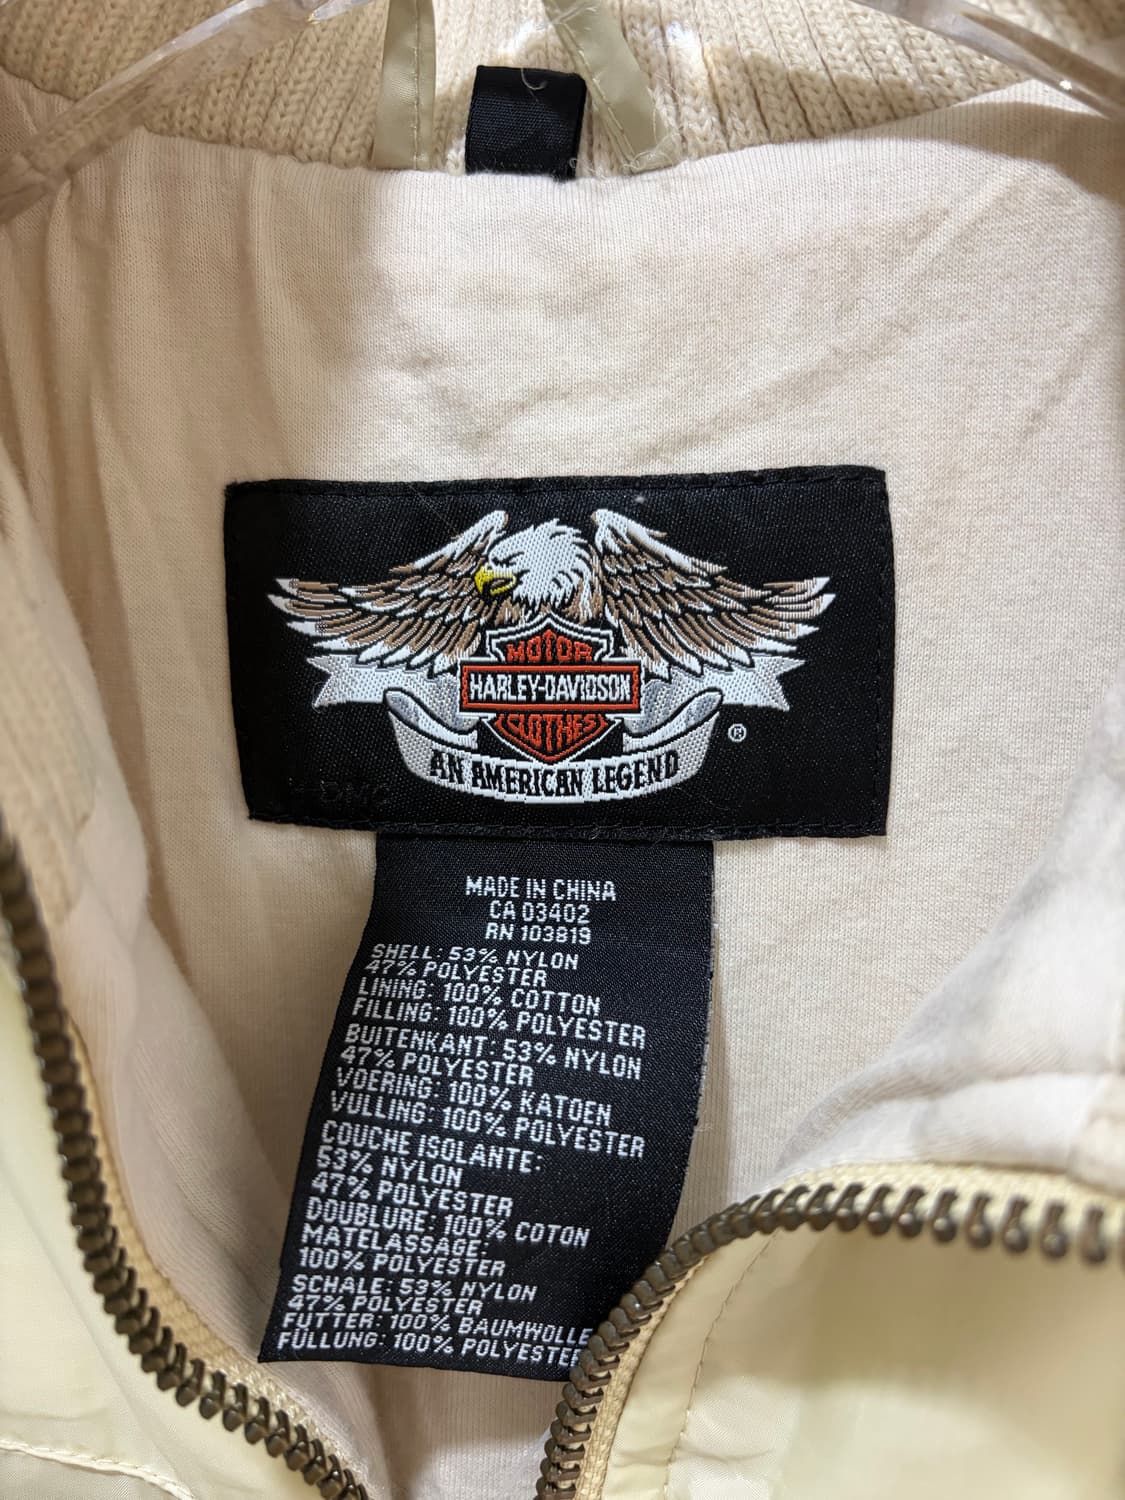 MOTOR
HARLEY-DAVIDSON
CLOTHES
AN AMERICAN LEGEND
®
MADE IN CHINA
CA 03402
RN 103819
SHELL: 53% NYLON
47% POLYESTER
LINING: 100% COTTON
FILLING: 100% POLYESTER
BUITENKANT: 53% NYLON
47% POLYESTER
VOERING: 100% KATOEN
VULLING: 100% POLYESTER
COUCHE ISOLANTE:
53% NYLON
47% POLYESTER
DOUBLURE: 100% COTON
MATELASSAGE:
100% POLYESTER
SCHALE: 53% NYLON
47% POLYESTER
FUTTER: 100% BAUMWOLLE
FÜLLUNG: 100% POLYESTE